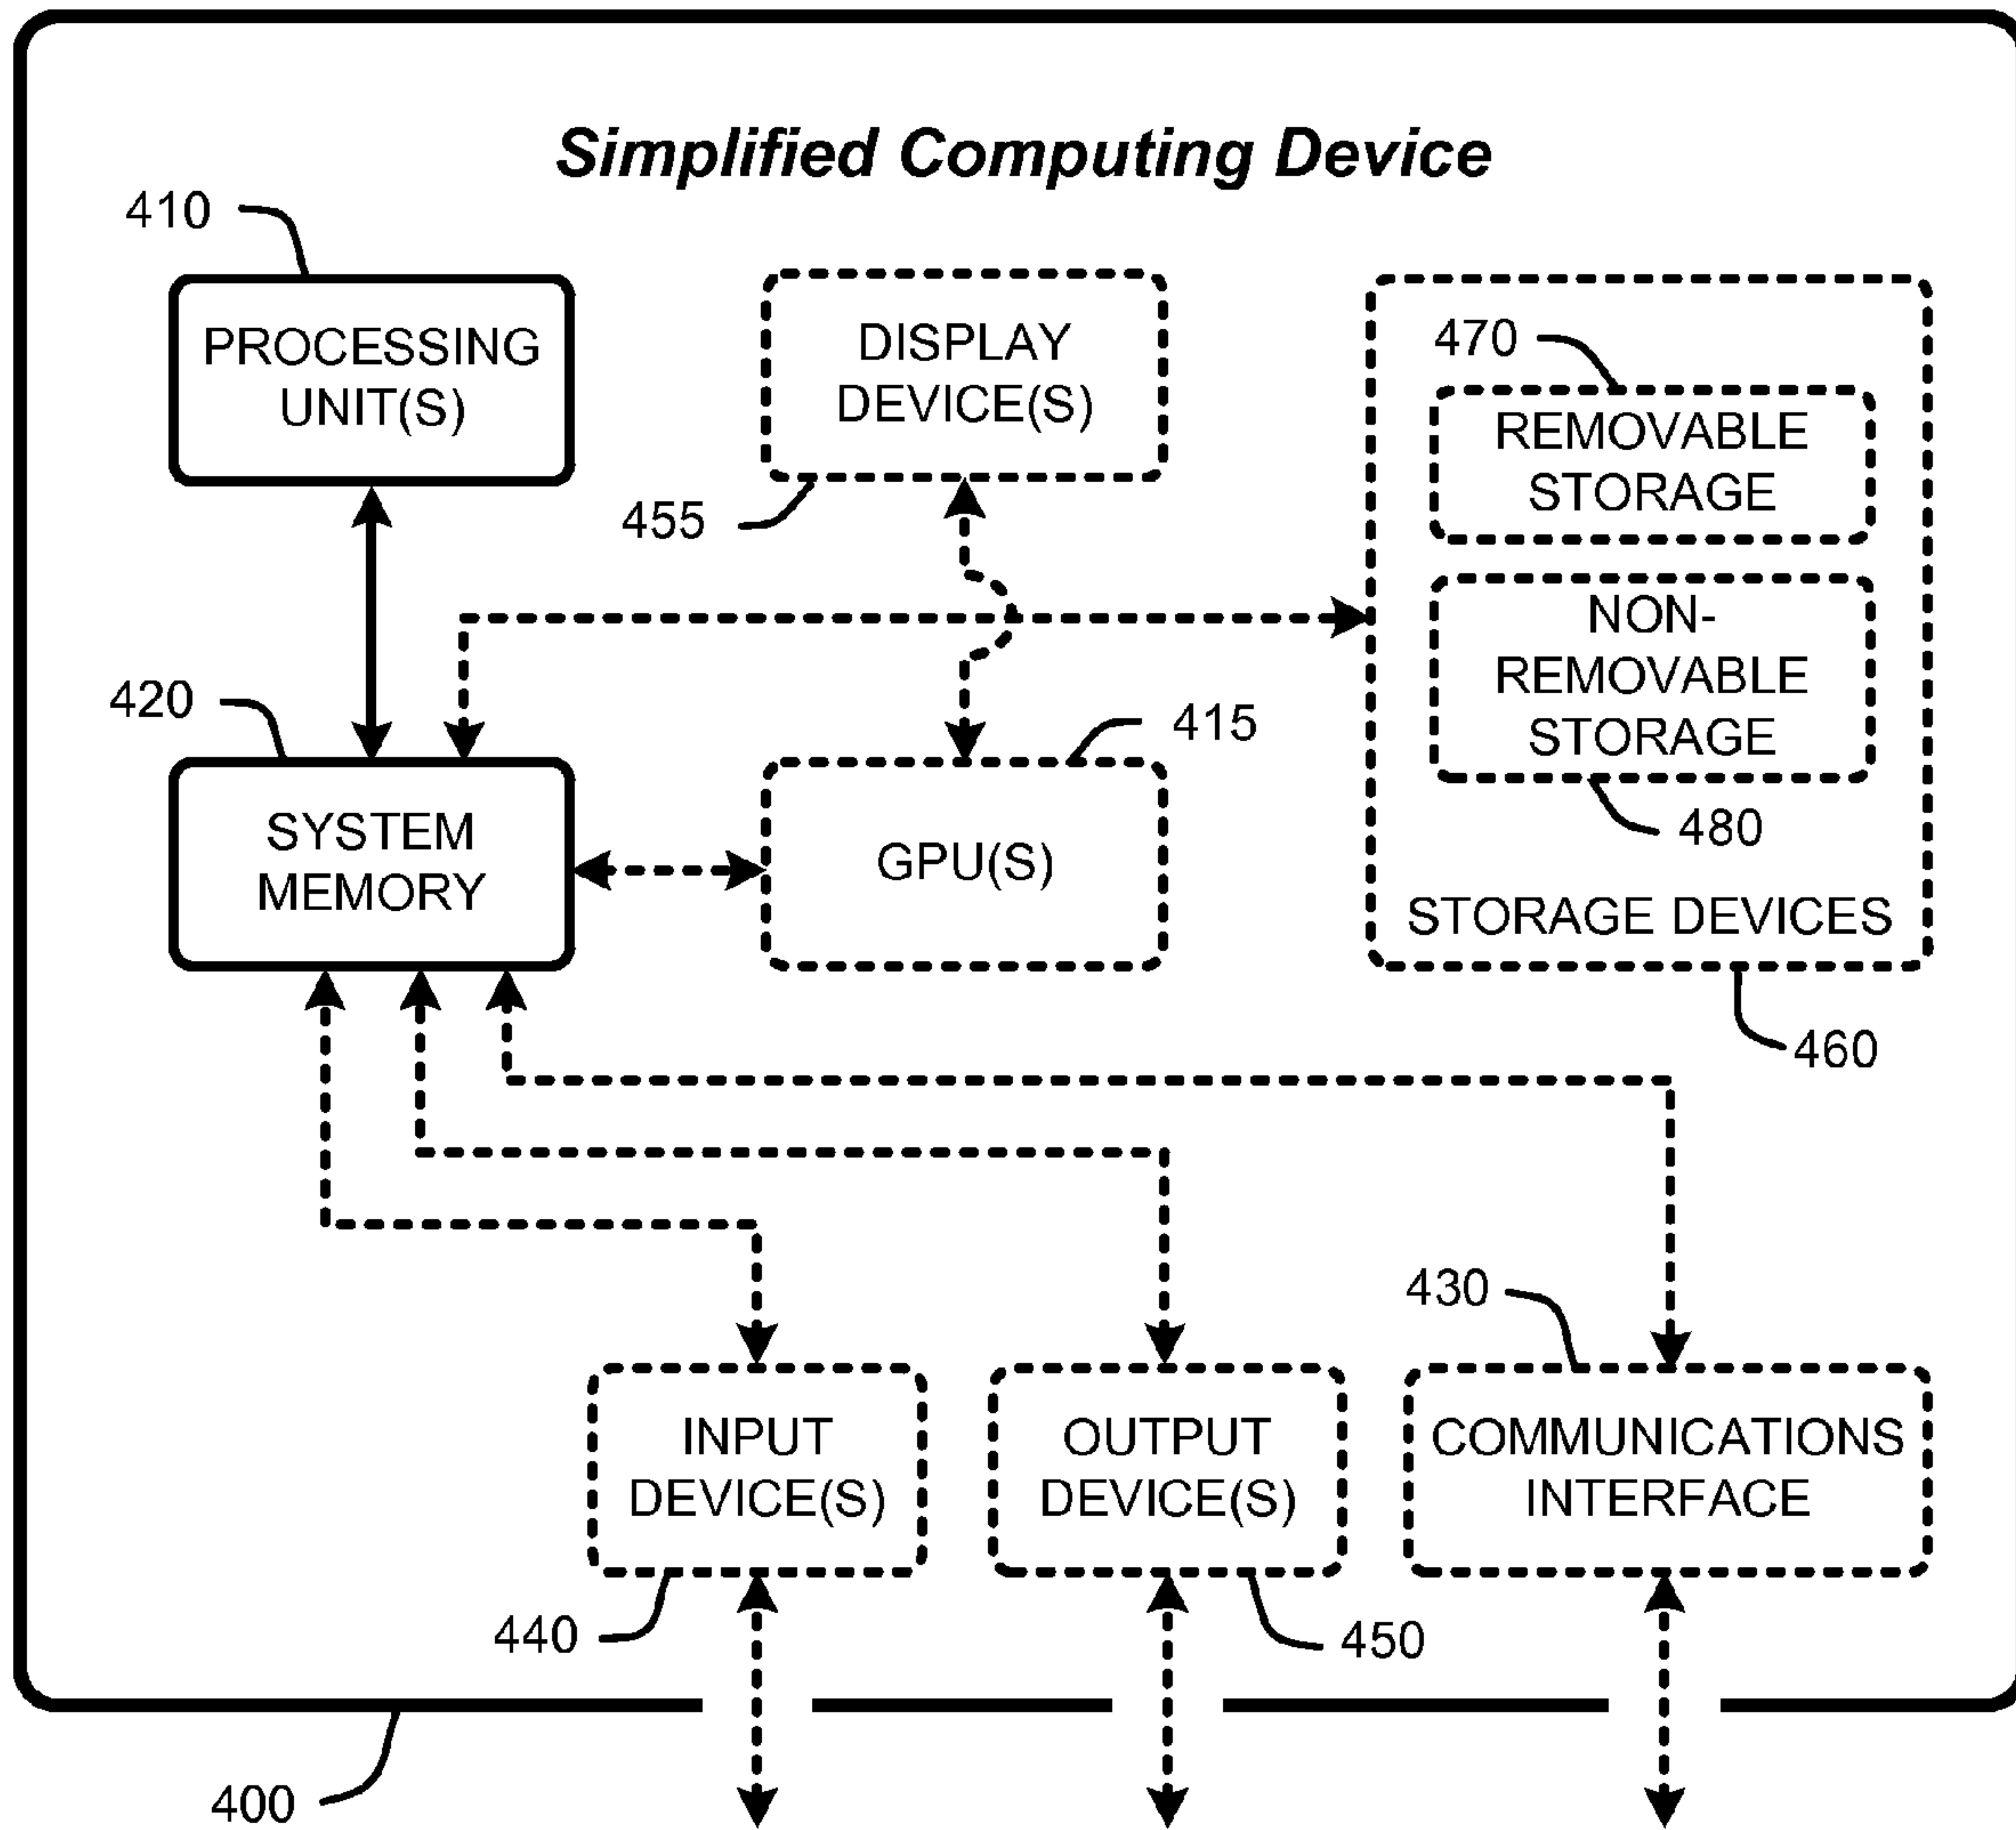 Simplified Computing Device
410
PROCESSING
UNIT(S)
DISPLAY
DEVICE(S)
455
470
REMOVABLE
STORAGE
NON-
REMOVABLE
STORAGE
480
STORAGE DEVICES
460
420
SYSTEM
MEMORY
415
GPU(S)
430
INPUT
DEVICE(S)
440
OUTPUT
DEVICE(S)
450
COMMUNICATIONS
INTERFACE
400